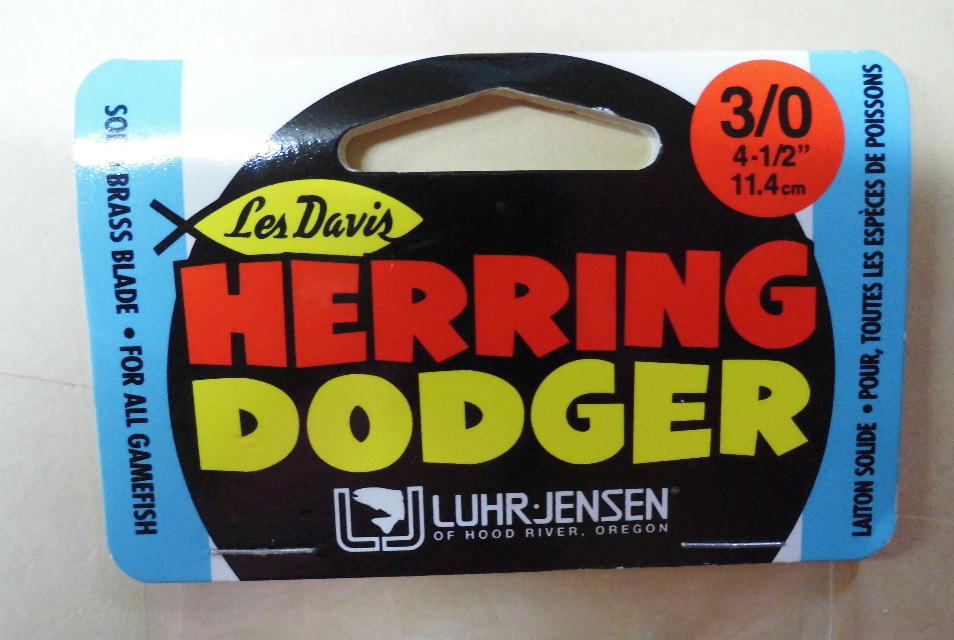 3/0
4-1/2"
11.4cm
Les Davis
HERRING
DODGER
LUHR·JENSEN®
OF HOOD RIVER, OREGON
BRASS BLADE • FOR ALL GAMEFISH
LAITON SOLIDE • POUR, TOUTES LES ESPÈCES DE POISSONS